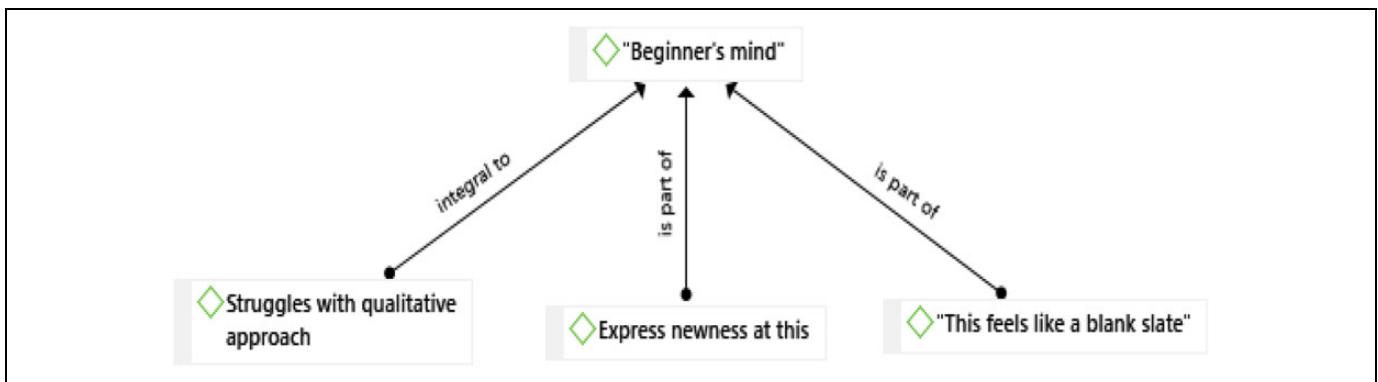 "Beginner's mind"
integral to
is part of
is part of
Struggles with qualitative
approach
Express newness at this
"This feels like a blank slate"